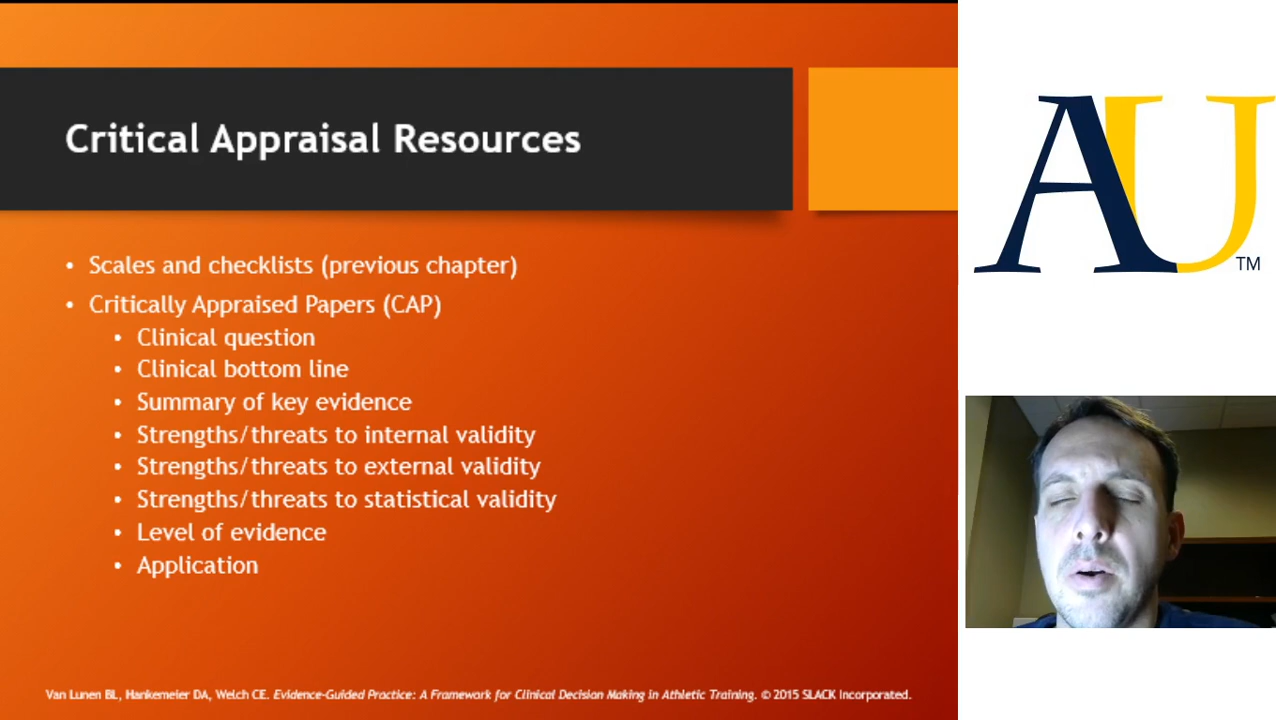 Critical Appraisal Resources
• Scales and checklists (previous chapter)
• Critically Appraised Papers (CAP)
• Clinical question
• Clinical bottom line
• Summary of key evidence
• Strengths/threats to internal validity
• Strengths/threats to external validity
• Strengths/threats to statistical validity
• Level of evidence
• Application
Van Lunen BL, Hankemeier DA, Welch CE. Evidence-Guided Practice: A Framework for Clinical Decision Making in Athletic Training. © 2015 SLACK Incorporated.
AU
TM